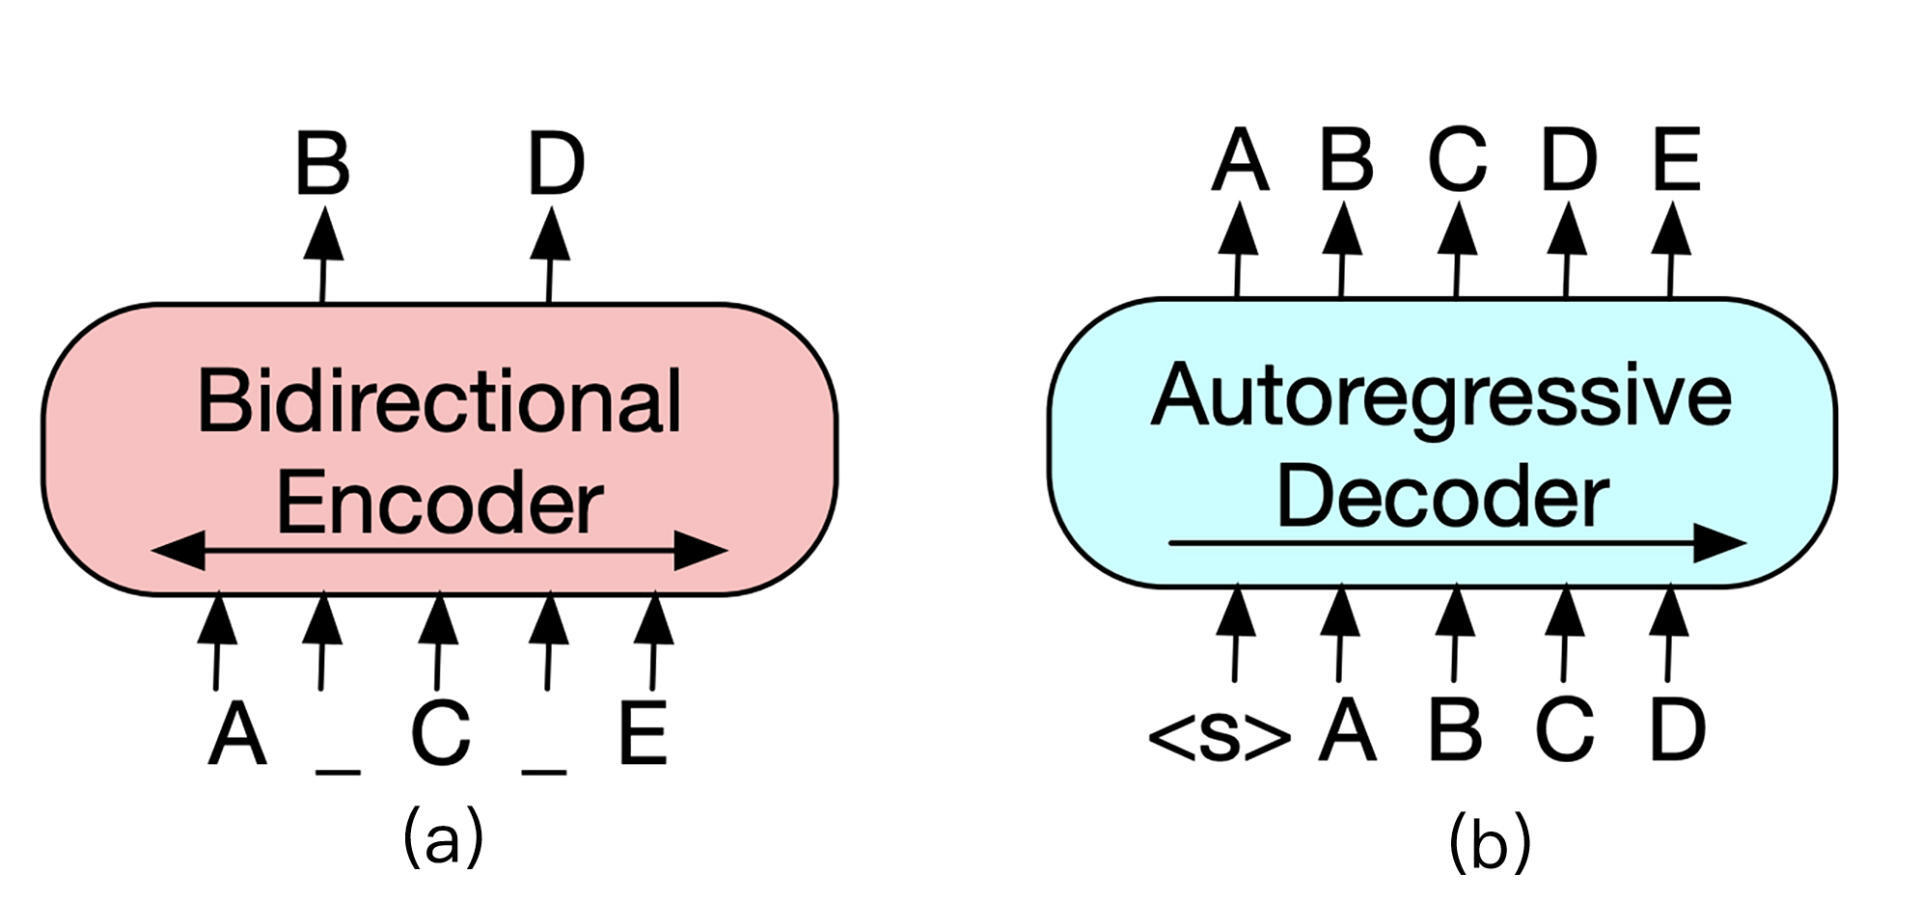 B D
Bidirectional
Encoder
A _ C _ E
(a)
A B C D E
Autoregressive
Decoder
<s> A B C D
(b)